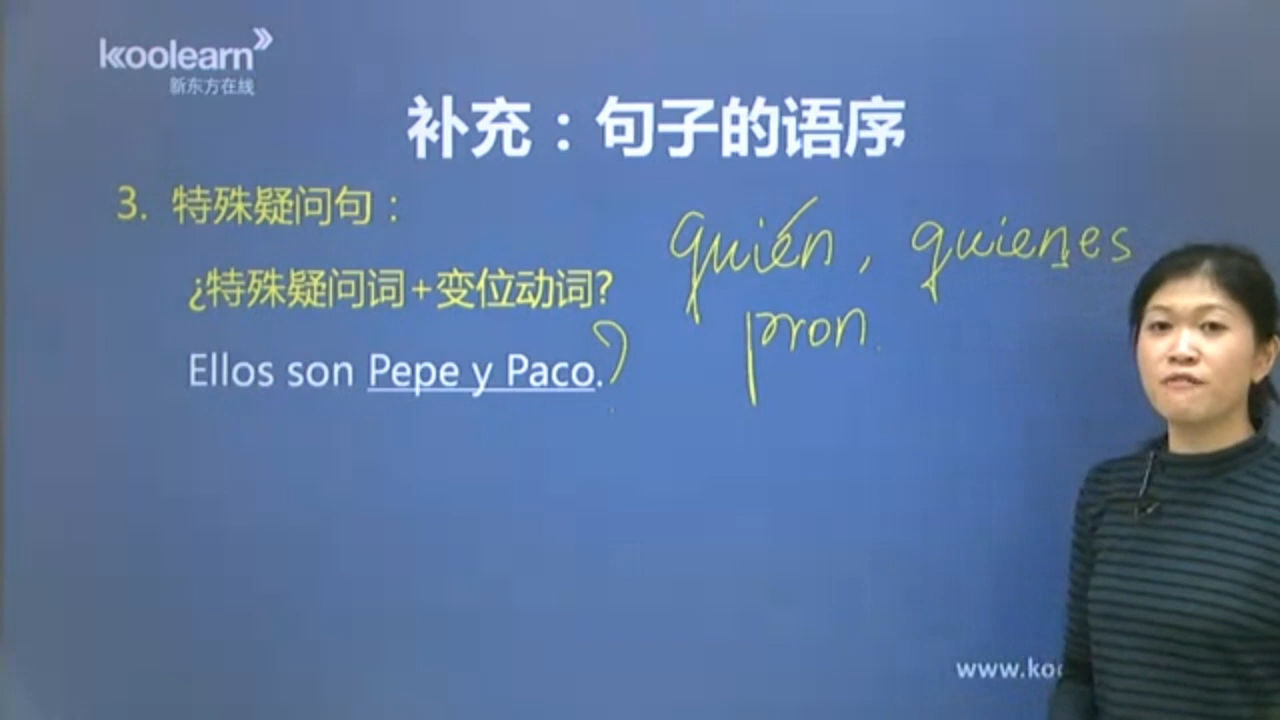 koolearn
新东方在线
补充：句子的语序
3. 特殊疑问句：
quién, quienes
¿特殊疑问词+变位动词?
pron.
Ellos son Pepe y Paco.?
www.koo